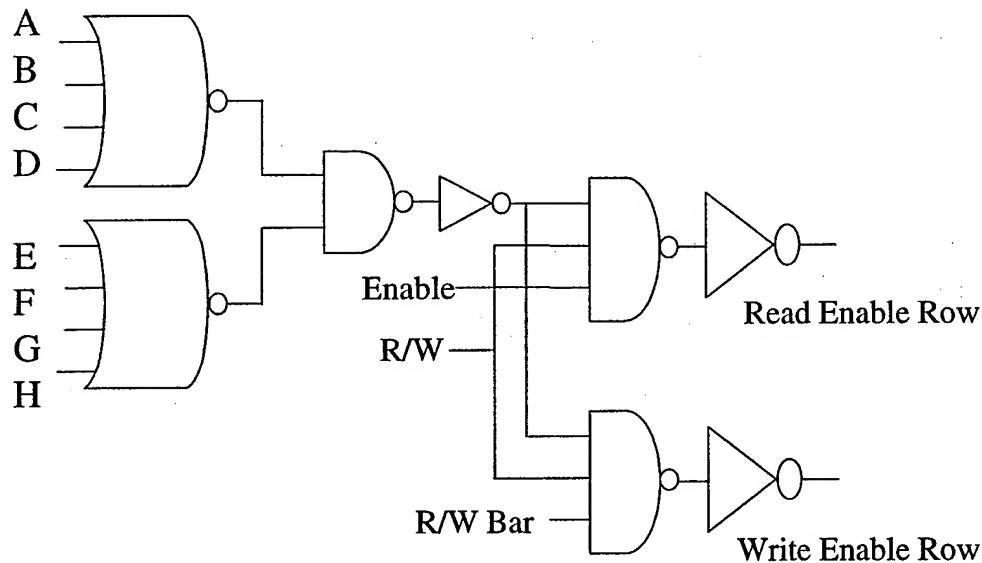 A
B
C
D
E
F
G
H
Enable
R/W
Read Enable Row
R/W Bar
Write Enable Row